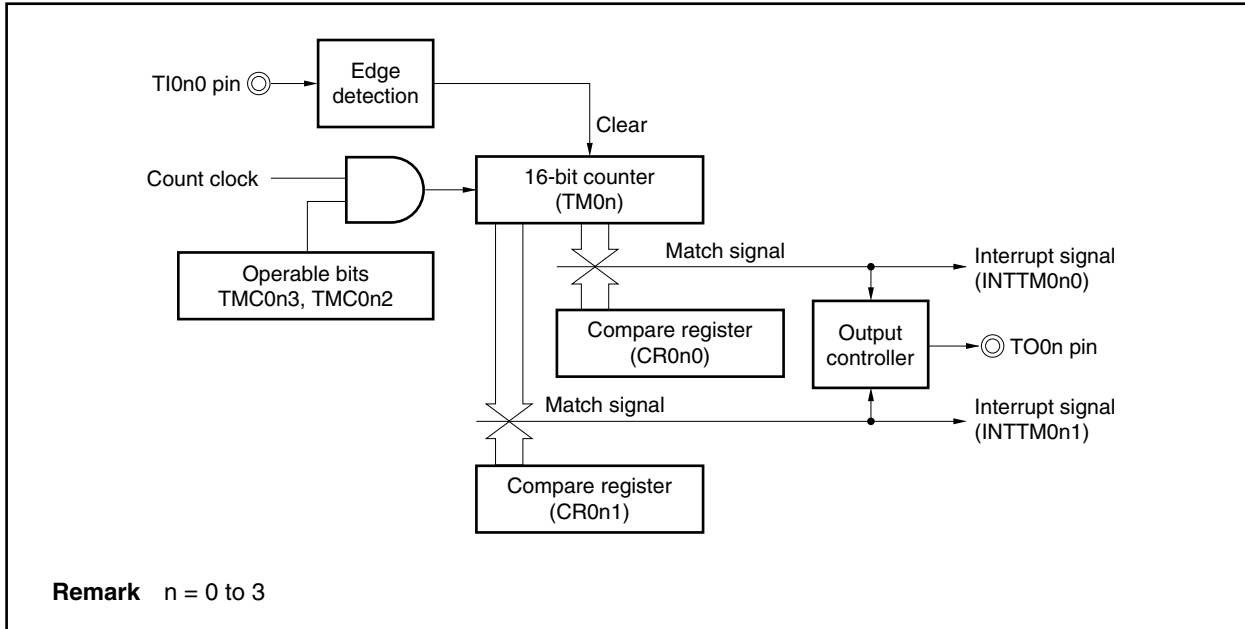 TI0n0 pin
Edge
detection
Clear
Count clock
16-bit counter
(TM0n)
Operable bits
TMC0n3, TMC0n2
Match signal
Interrupt signal
(INTTM0n0)
Compare register
(CR0n0)
Output
controller
TO0n pin
Match signal
Interrupt signal
(INTTM0n1)
Compare register
(CR0n1)
Remark n = 0 to 3